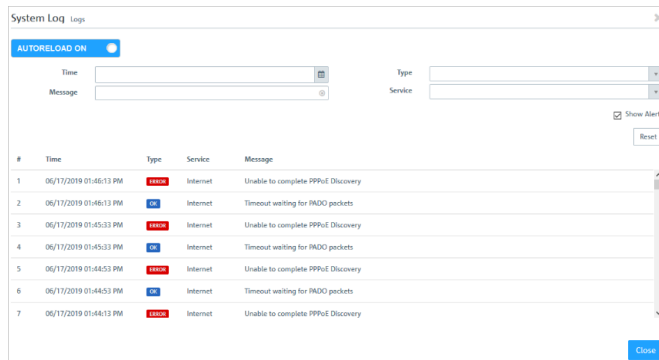 System Log Logs
AUTORELOAD ON
Time
Type
Message
Service
Show Alert
Reset
# Time Type Service Message
1 06/17/2019 01:46:13 PM ERROR Internet Unable to complete PPPoE Discovery
2 06/17/2019 01:46:13 PM OK Internet Timeout waiting for PADO packets
3 06/17/2019 01:45:33 PM ERROR Internet Unable to complete PPPoE Discovery
4 06/17/2019 01:45:33 PM OK Internet Timeout waiting for PADO packets
5 06/17/2019 01:44:53 PM ERROR Internet Unable to complete PPPoE Discovery
6 06/17/2019 01:44:53 PM OK Internet Timeout waiting for PADO packets
7 06/17/2019 01:44:13 PM ERROR Internet Unable to complete PPPoE Discovery
Close